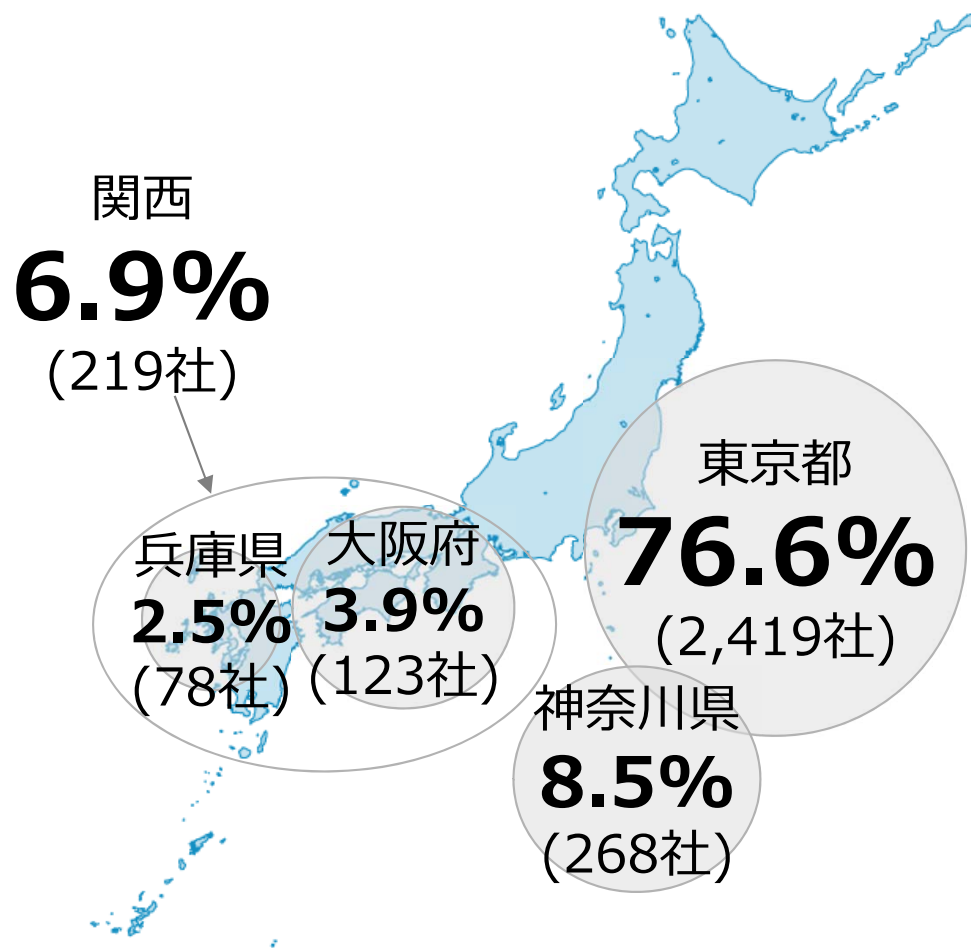 関西
6.9%
(219社)
東京都
76.6%
(2,419社)
兵庫県
2.5%
(78社)
大阪府
3.9%
(123社)
神奈川県
8.5%
(268社)